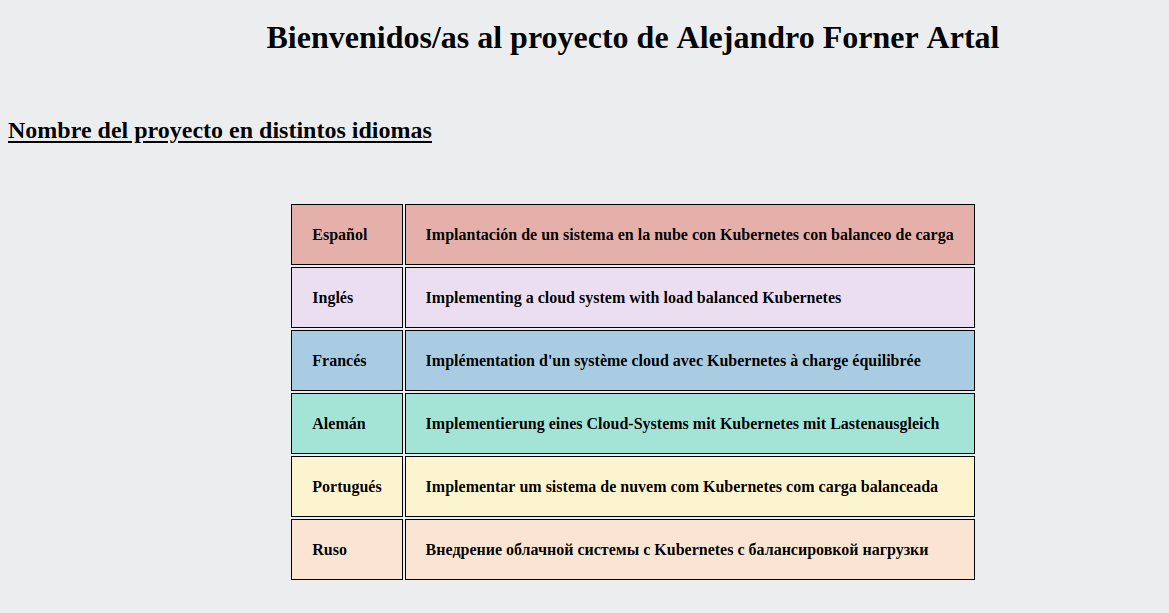 Bienvenidos/as al proyecto de Alejandro Forner Artal
Nombre del proyecto en distintos idiomas
Español Implantación de un sistema en la nube con Kubernetes con balanceo de carga
Inglés Implementing a cloud system with load balanced Kubernetes
Francés Implémentation d'un système cloud avec Kubernetes à charge équilibrée
Alemán Implementierung eines Cloud-Systems mit Kubernetes mit Lastenausgleich
Portugués Implementar um sistema de nuvem com Kubernetes com carga balanceada
Ruso Внедрение облачной системы с Kubernetes с балансировкой нагрузки